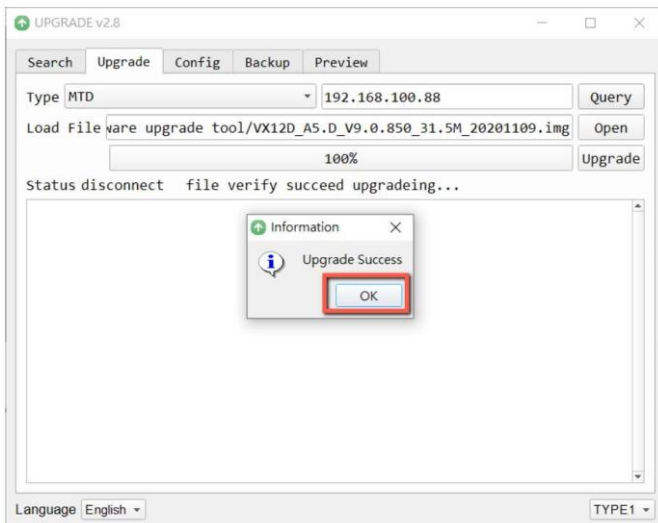 UPGRADE v2.8
Search Upgrade Config Backup Preview
Type MTD 192.168.100.88 Query
Load File ware upgrade tool/VX12D_A5.D_V9.0.850_31.5M_20201109.img Open
100% Upgrade
Status disconnect file verify succeed upgradeing...
Information
Upgrade Success
OK
Language English TYPE1